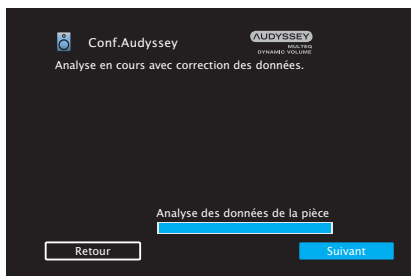 Conf.Audyssey
AUDYSSEY
MULTEQ
DYNAMIC VOLUME
Analyse en cours avec correction des données.
Analyse des données de la pièce
Retour
Suivant